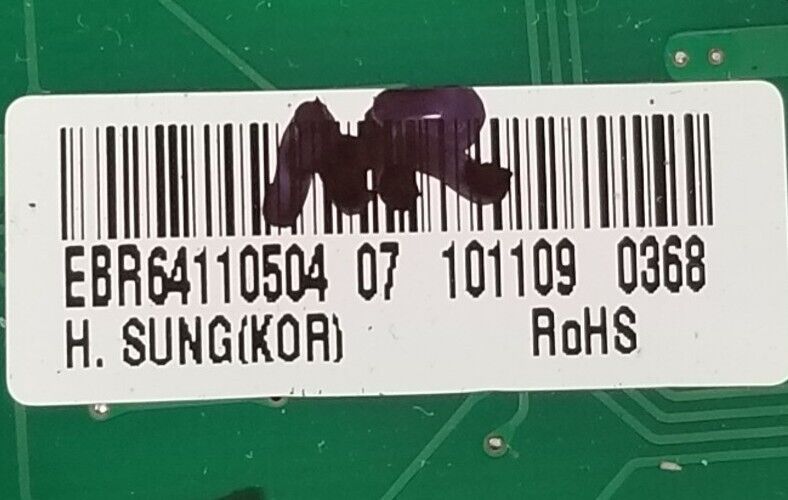 EBR64110504 07 101109 0368
H. SUNG(KOR) RoHS